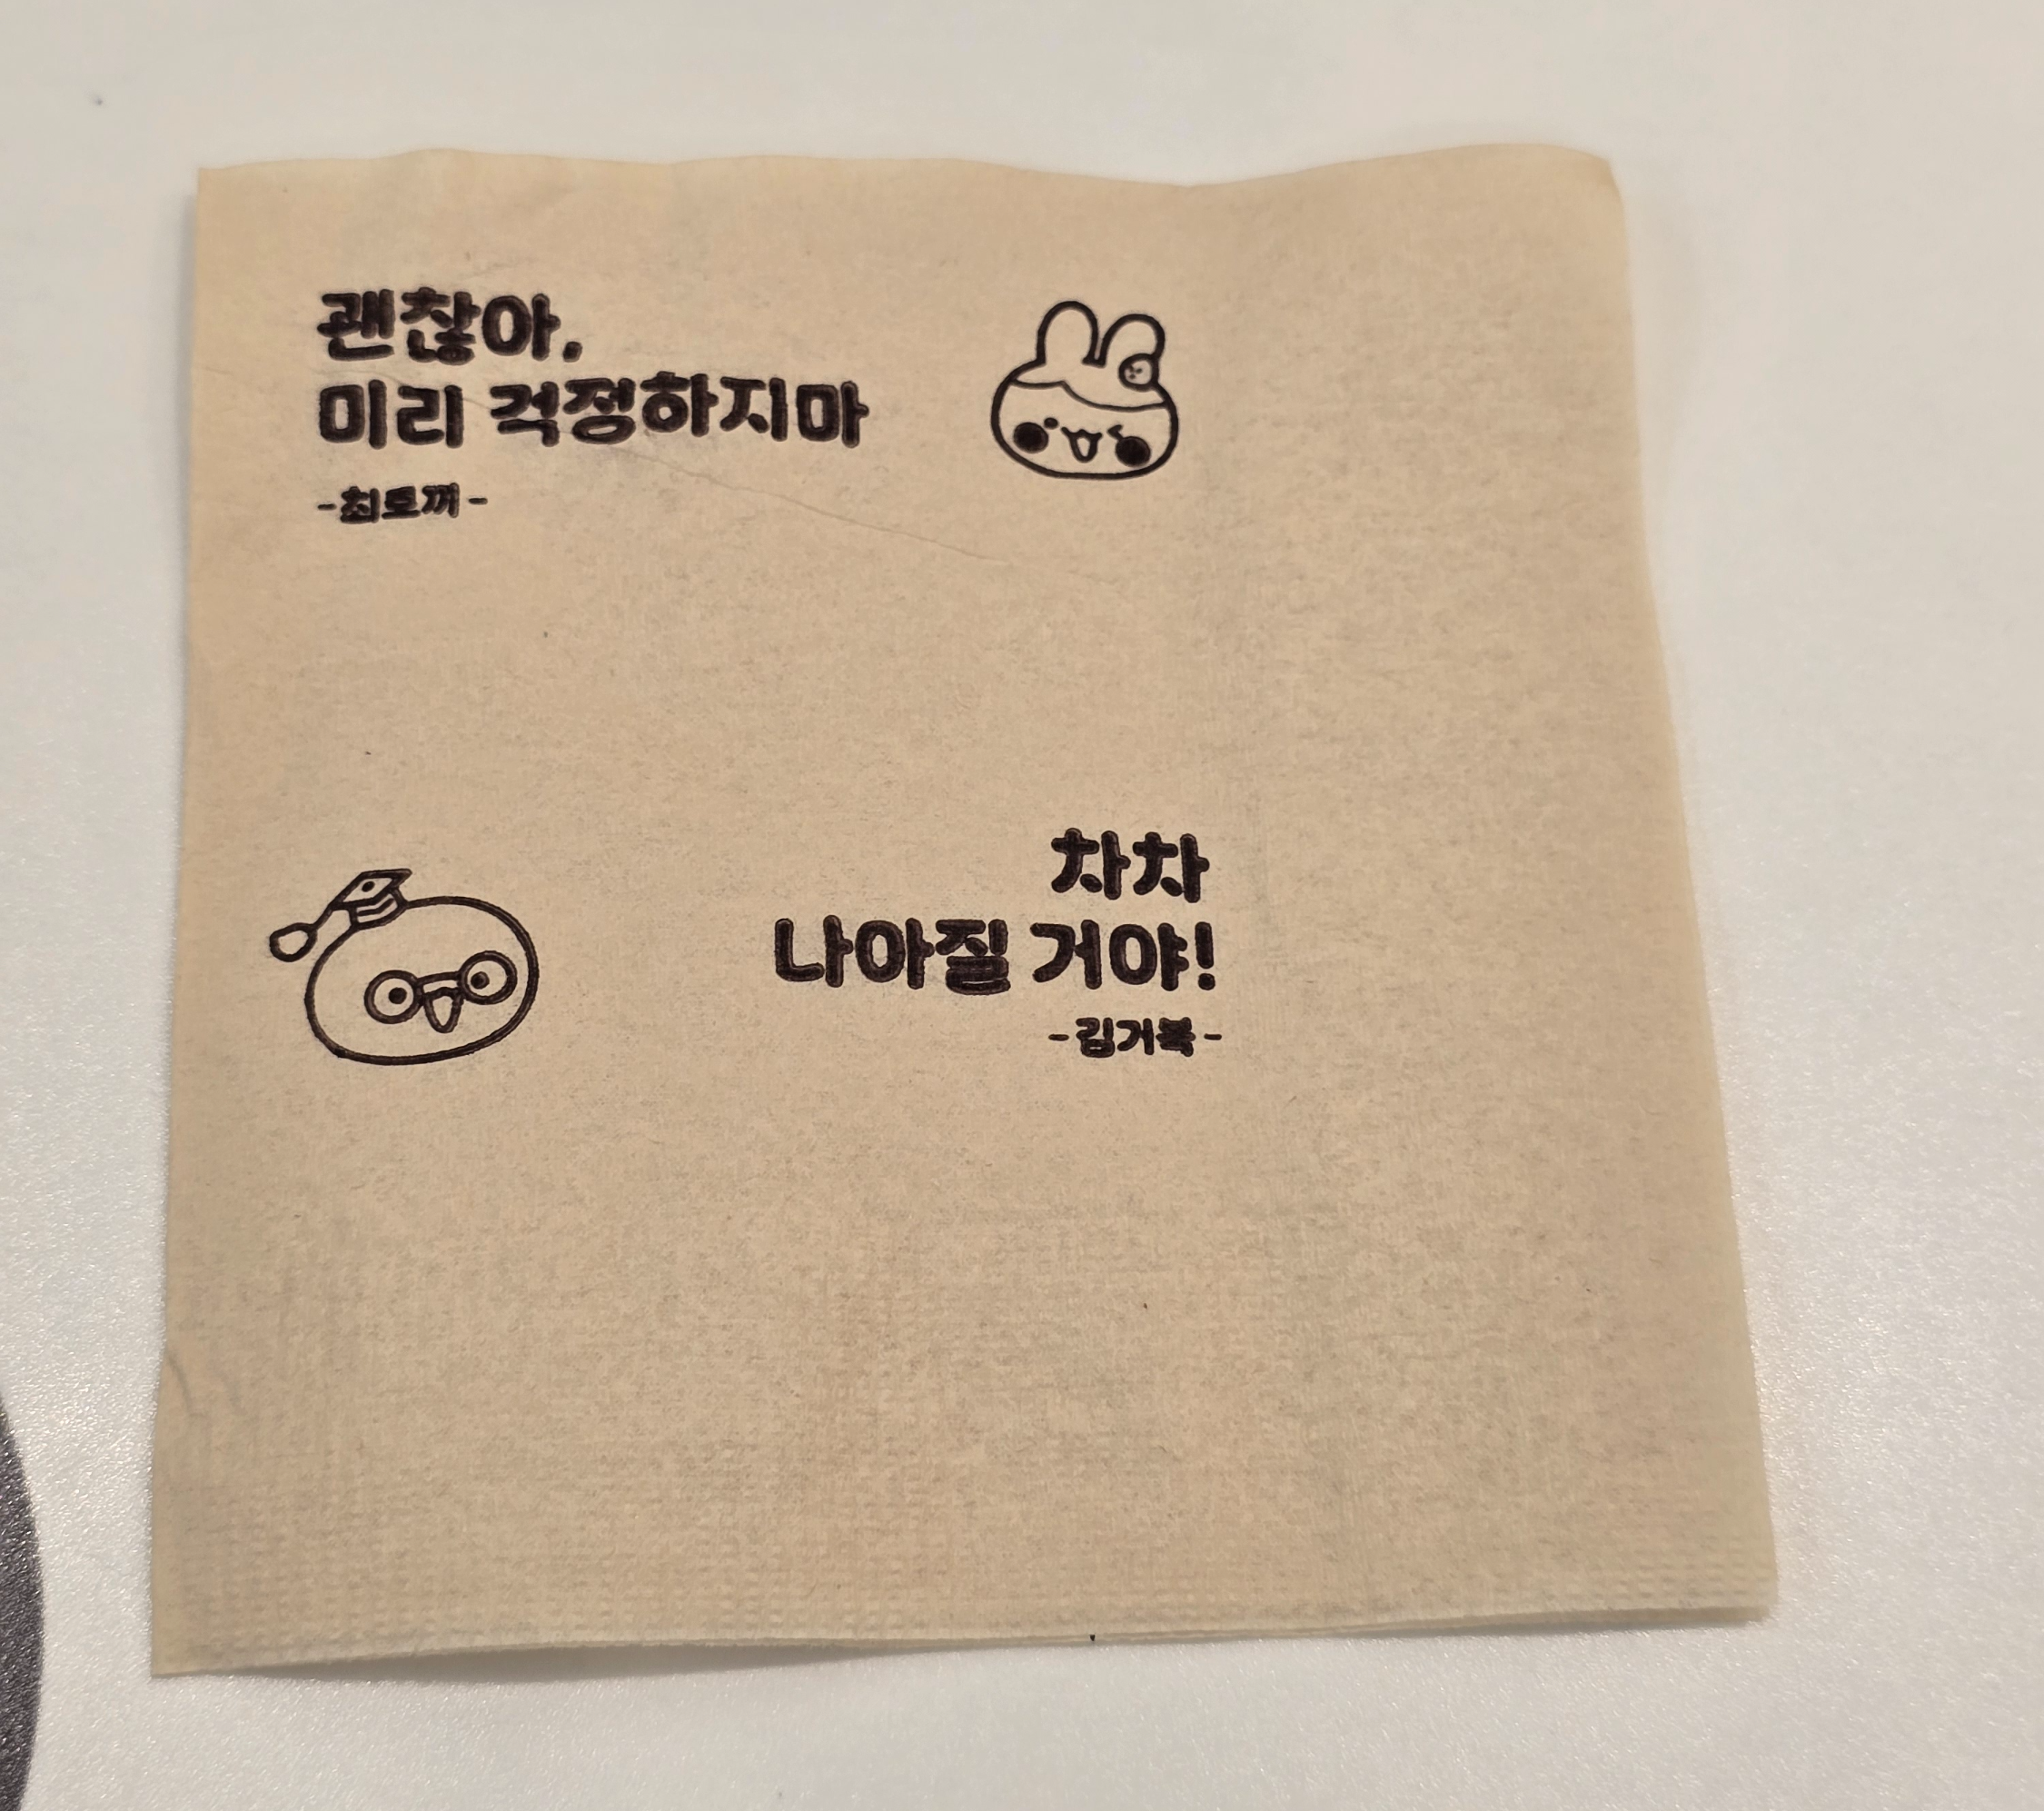 괜찮아,
미리 걱정하지마
-최토끼-
차차
나아질 거야!
-김거북-